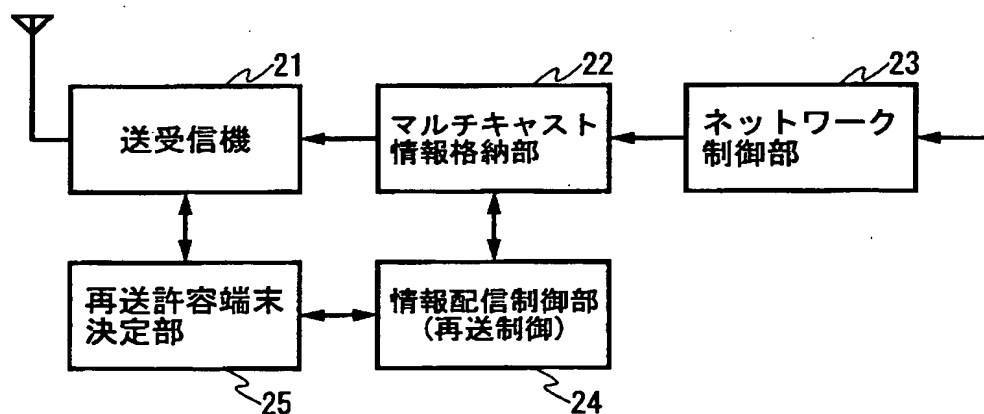 21
送受信機
22
マルチキャスト
情報格納部
23
ネットワーク
制御部
再送許容端末
決定部
25
情報配信制御部
(再送制御)
24